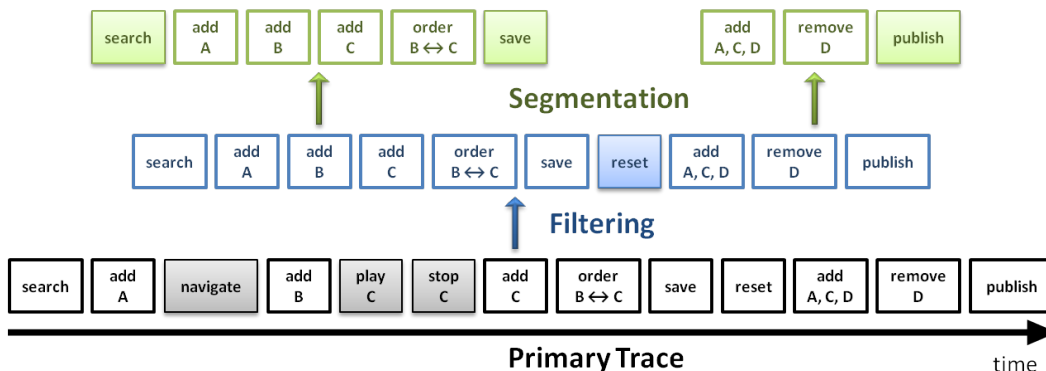 search
add
A
add
B
add
C
order
B ↔ C
save
add
A, C, D
remove
D
publish
Segmentation
search
add
A
add
B
add
C
order
B ↔ C
save
reset
add
A, C, D
remove
D
publish
Filtering
search
add
A
navigate
add
B
play
C
stop
C
add
C
order
B ↔ C
save
reset
add
A, C, D
remove
D
publish
Primary Trace
time